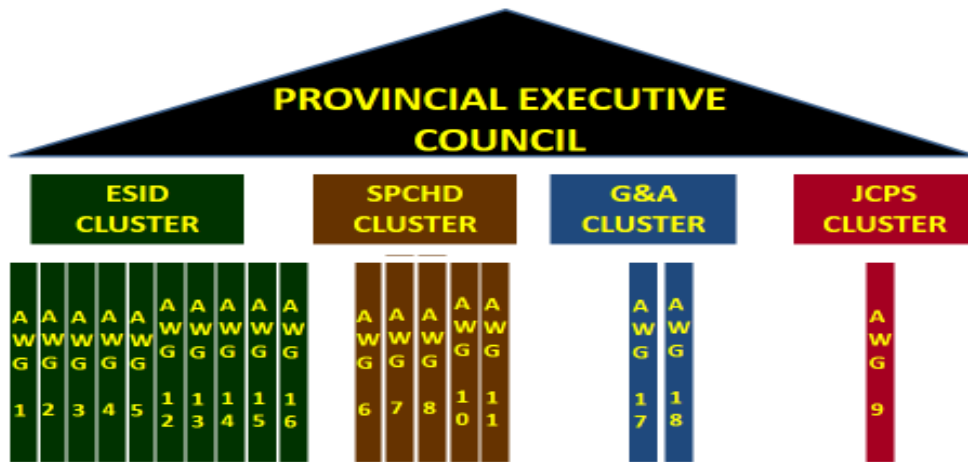 PROVINCIAL EXECUTIVE
COUNCIL
ESID
CLUSTER
SPCHD
CLUSTER
G&A
CLUSTER
JCPS
CLUSTER
AWG 1
AWG 2
AWG 3
AWG 4
AWG 5
AWG 12
AWG 13
AWG 14
AWG 15
AWG 16
AWG 6
AWG 7
AWG 8
AWG 10
AWG 11
AWG 17
AWG 18
AWG 9